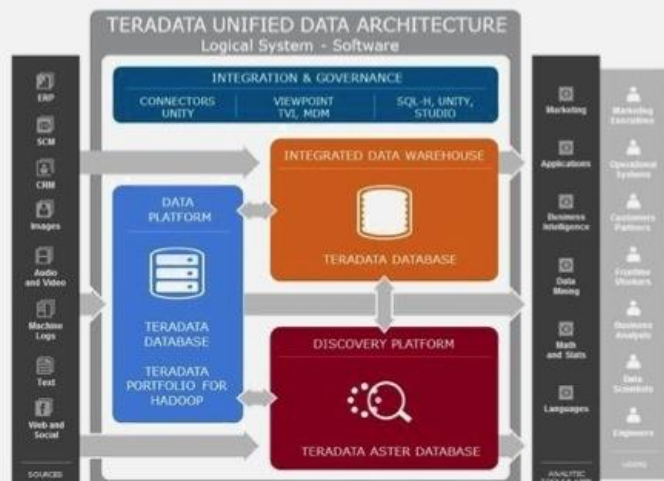 TERADATA UNIFIED DATA ARCHITECTURE
Logical System - Software
INTEGRATION & GOVERNANCE
CONNECTORS
UNITY
VIEWPOINT
TVI, MDM
SQL-H, UNITY,
STUDIO
ERP
SCM
CRM
Images
Audio
and Video
Machine
Logs
Text
Web and
Social
SOURCES
DATA
PLATFORM
TERADATA
DATABASE
TERADATA
PORTFOLIO FOR
HADOOP
INTEGRATED DATA WAREHOUSE
TERADATA DATABASE
DISCOVERY PLATFORM
TERADATA ASTER DATABASE
Marketing
Applications
Business
Intelligence
Data
Mining
Math
and Stats
Languages
ANALYTIC
Marketing
Executives
Operational
Systems
Customers
Partners
Frontline
Workers
Business
Analysts
Data
Scientists
Engineers
USERS